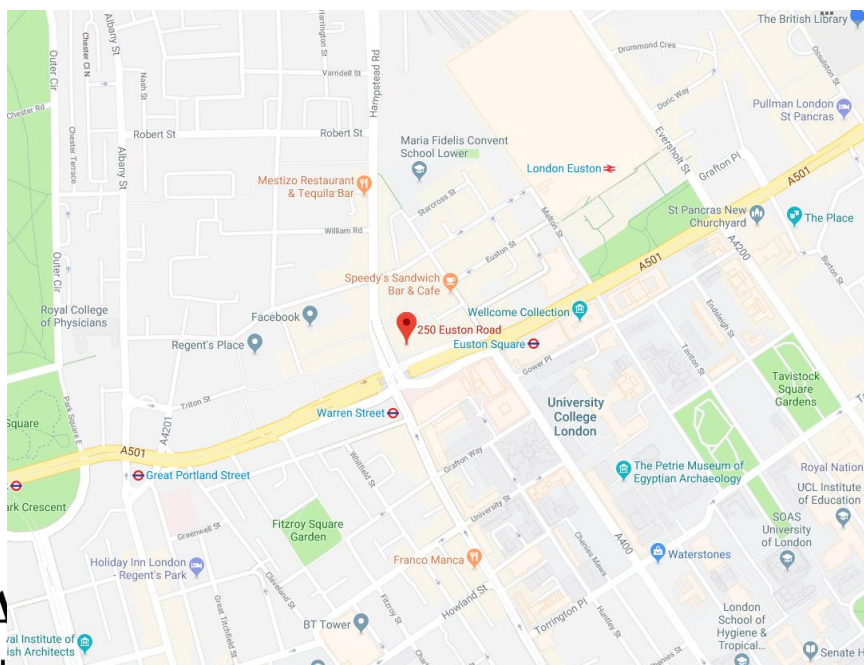 The British Library
Outer Cir
Chester Cl N
Albany St
Nash St
Harrington St
Varndell St
Hampstead Rd
Drummond Cres
Ossulston St
Doric Way
Pullman London
St Pancras
Chester Rd
Chester Terrace
Robert St
Robert St
Maria Fidelis Convent
School Lower
Eversholt St
Grafton Pl
A501
London Euston
Albany St
Mestizo Restaurant
& Tequila Bar
Starcross St
Melton St
St Pancras New
Churchyard
The Place
William Rd
Euston St
A501
A4200
Burton St
Outer Cir
Speedy's Sandwich
Bar & Cafe
Royal College
of Physicians
Facebook
Wellcome Collection
Endsleigh St
250 Euston Road
Regent's Place
Euston Square
Gower Pl
Taviton St
Tavistock
Square
Gardens
Triton St
Park Square E
A4201
Square
Warren Street
University
College
London
A501
Great Portland Street
Whitfield St
Grafton Way
The Petrie Museum of
Egyptian Archaeology
Royal Nation
UCL Institute
of Education
ark Crescent
Fitzroy Square
Garden
University St
SOAS
University
of London
Greenwell St
A400
Chenies Mews
Waterstones
Holiday Inn London
- Regent's Park
Franco Manca
Cleveland St
Great Titchfield St
Fitzroy St
Howland St
Torrington Pl
Huntley St
BT Tower
London
School of
Hygiene &
Tropical...
val Institute of
ish Architects
Chenies St
Senate H